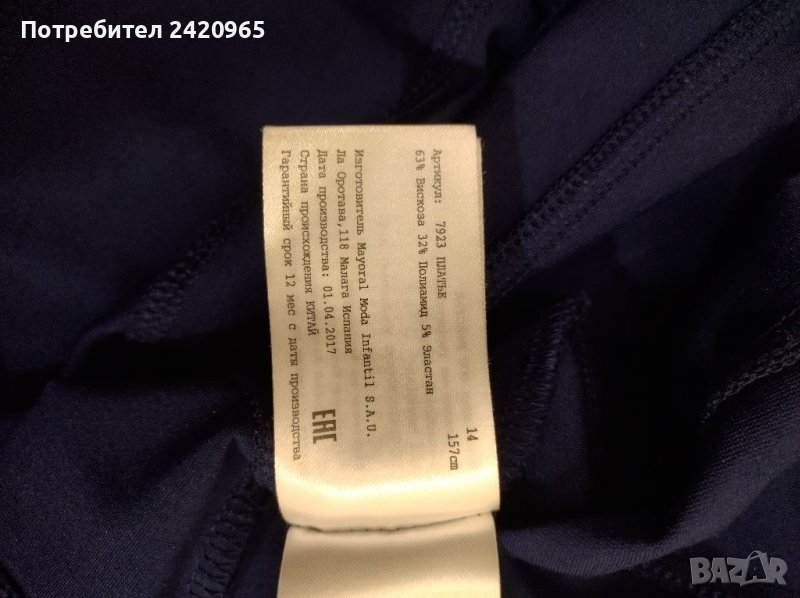 Потребител 2420965
Артикул: 7923 ПЛАТЬЕ 14
63% Вискоза 32% Полиамид 5% Эластан 157cm
Изготовитель Mayoral Moda Infantil S.A.U.
Ла Оротава,118 Малага Испания
Дата производства: 01.04.2017
Страна происхождения КИТАЙ
Гарантийный срок 12 мес с даты производства
EAC
BAZAR